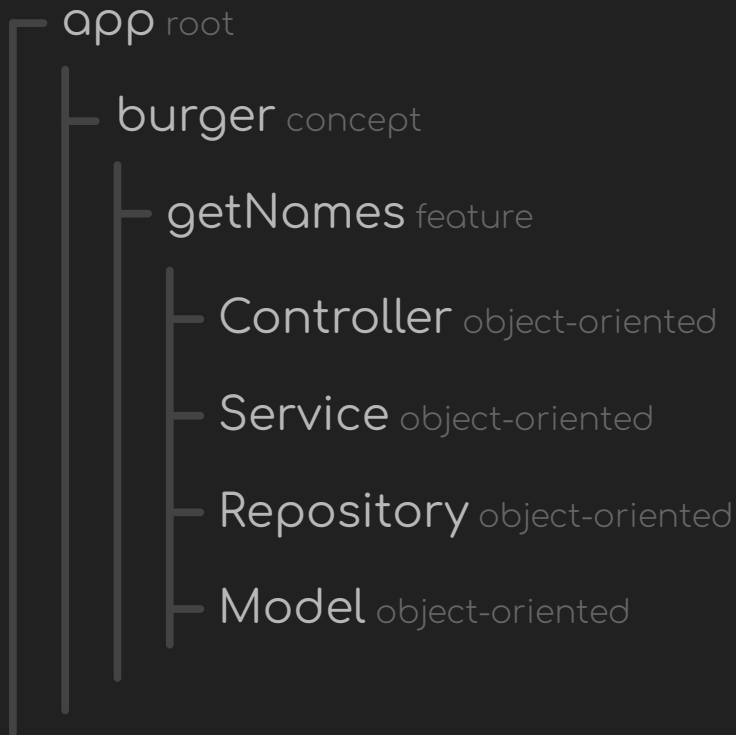 app root
burger concept
getNames feature
Controller object-oriented
Service object-oriented
Repository object-oriented
Model object-oriented